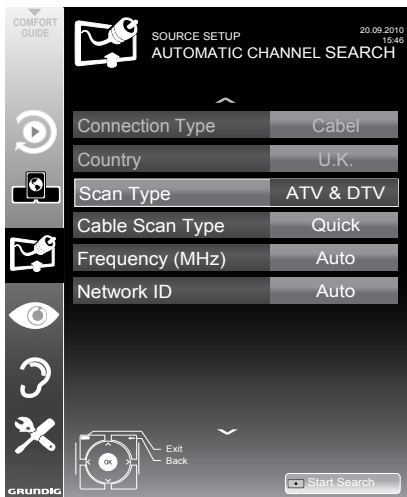 COMFORT
GUIDE
SOURCE SETUP
AUTOMATIC CHANNEL SEARCH
20.09.2010
15:46
Connection Type Cabel
Country U.K.
Scan Type ATV & DTV
Cable Scan Type Quick
Frequency (MHz) Auto
Network ID Auto
OK
Exit
Back
GRUNDIG
Start Search